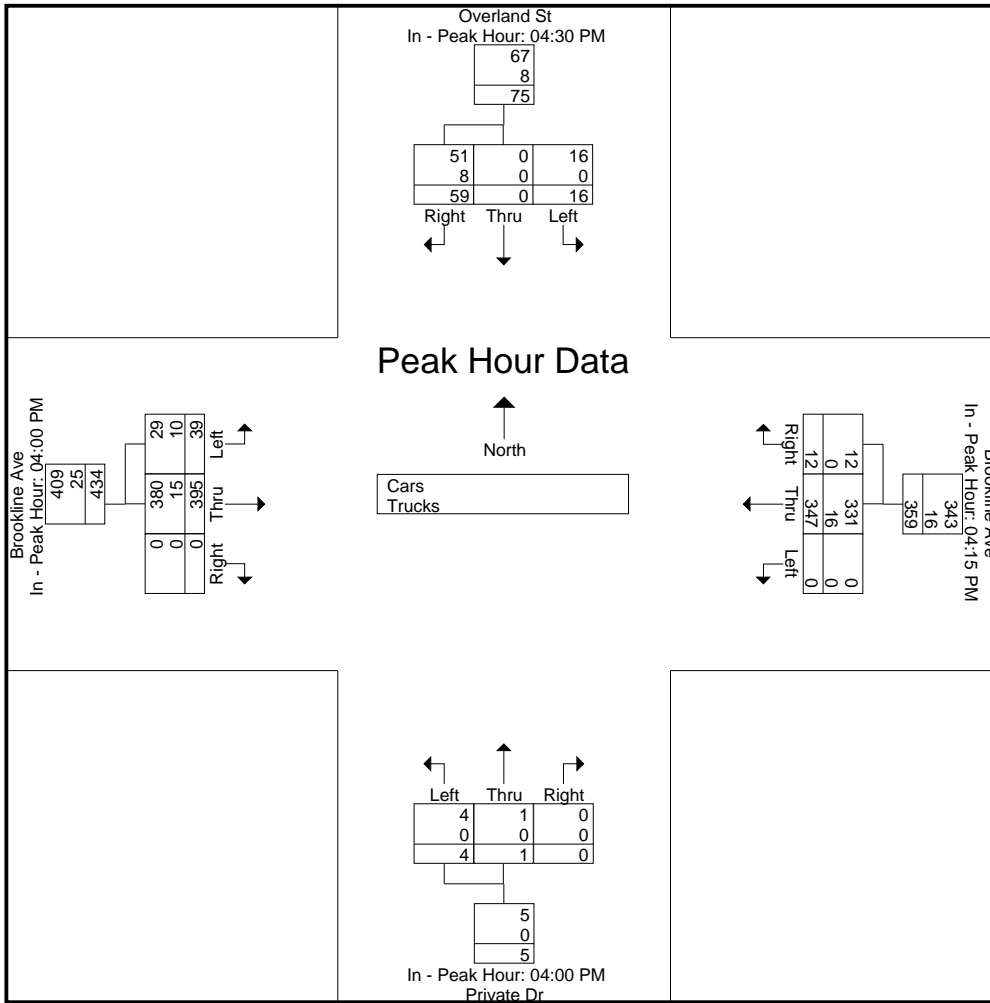 Overland St
In - Peak Hour: 04:30 PM
67
8
75
51 0 16
8 0 0
59 0 16
Right Thru Left
Peak Hour Data
North
Cars
Trucks
Brookline Ave
In - Peak Hour: 04:00 PM
409
25
434
29 380 0
10 15 0
39 395 0
Left Thru Right
Brookline Ave
In - Peak Hour: 04:15 PM
343
16
359
12 331 0
0 16 0
12 347 0
Right Thru Left
Left Thru Right
4 1 0
0 0 0
4 1 0
5
0
5
In - Peak Hour: 04:00 PM
Private Dr